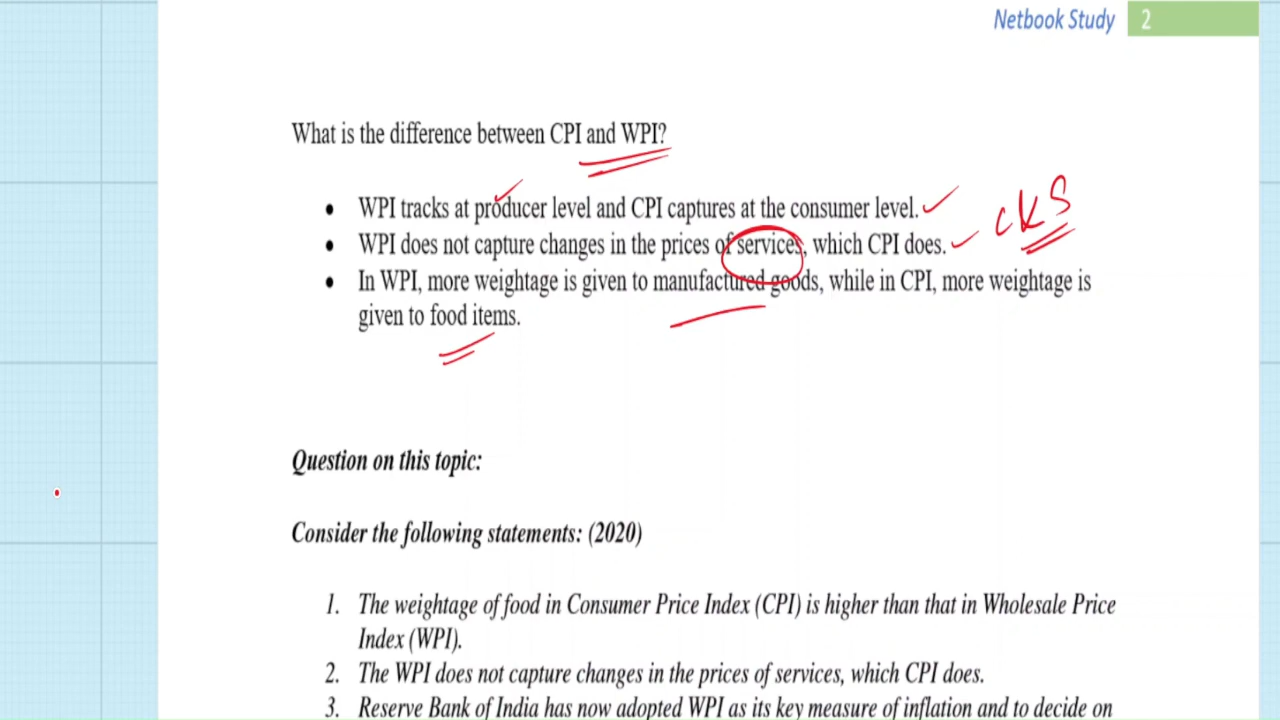 Netbook Study 2
What is the difference between CPI and WPI?
• WPI tracks at producer level and CPI captures at the consumer level.
• WPI does not capture changes in the prices of services, which CPI does.
• In WPI, more weightage is given to manufactured goods, while in CPI, more weightage is
given to food items.
Question on this topic:
Consider the following statements: (2020)
1. The weightage of food in Consumer Price Index (CPI) is higher than that in Wholesale Price
Index (WPI).
2. The WPI does not capture changes in the prices of services, which CPI does.
3. Reserve Bank of India has now adopted WPI as its key measure of inflation and to decide on